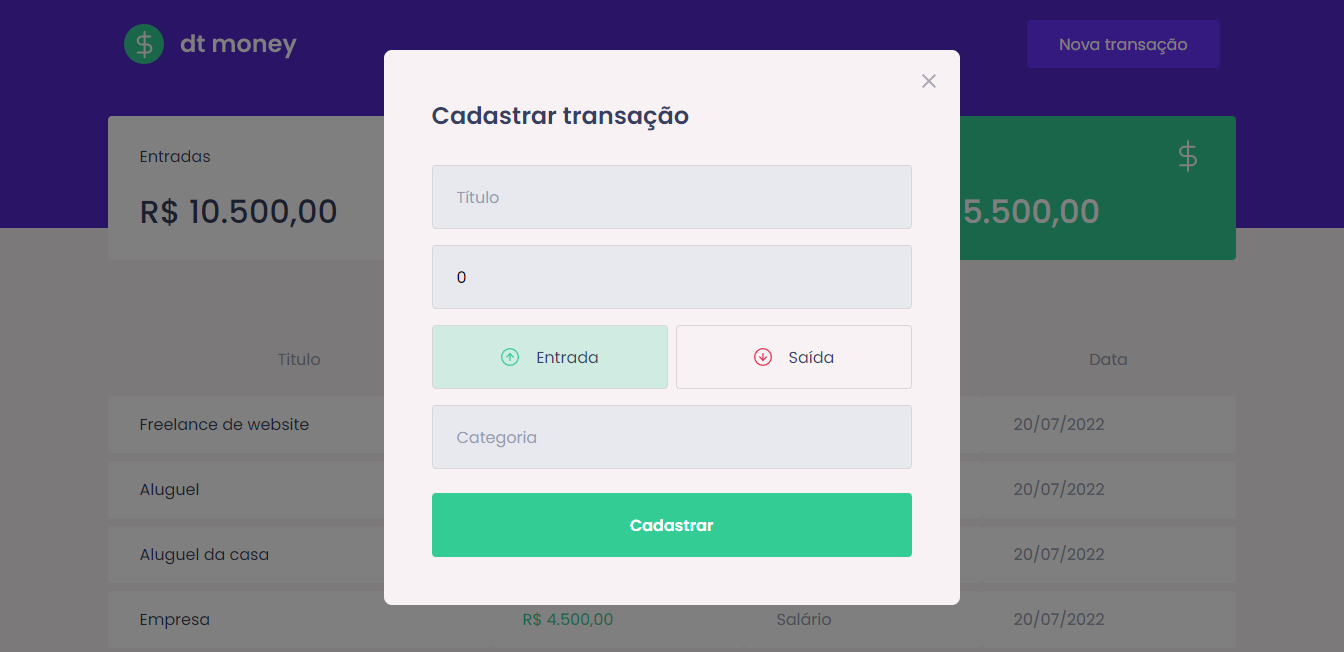 dt money
Nova transação
Cadastrar transação
Entradas
R$ 10.500,00
5.500,00
Título
0
Entrada
Saída
Categoria
Cadastrar
Titulo
Data
Freelance de website
20/07/2022
Aluguel
20/07/2022
Aluguel da casa
20/07/2022
Empresa
R$ 4.500,00
Salário
20/07/2022